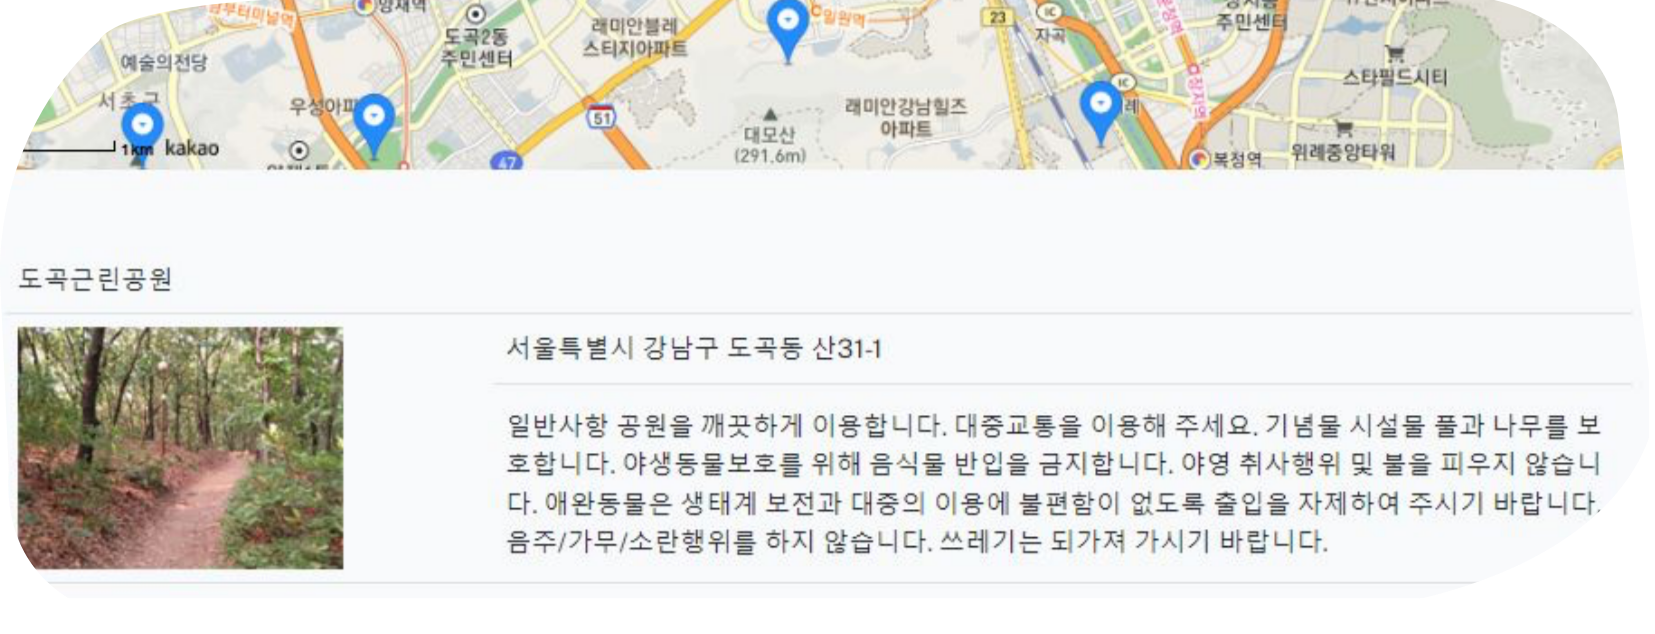 양재역
일원역
23
IC
자곡
주민센터
도곡2동
주민센터
래미안블레
스티지아파트
예술의전당
스타필드시티
장지역
서초구
우성아파
51
래미안강남힐즈
아파트
대모산
(291.6m)
IC
1km kakao
47
복정역
위례중앙타워
도곡근린공원
서울특별시 강남구 도곡동 산31-1
일반사항 공원을 깨끗하게 이용합니다. 대중교통을 이용해 주세요. 기념물 시설물 풀과 나무를 보
호합니다. 야생동물보호를 위해 음식물 반입을 금지합니다. 야영 취사행위 및 불을 피우지 않습니
다. 애완동물은 생태계 보전과 대중의 이용에 불편함이 없도록 출입을 자제하여 주시기 바랍니다.
음주/가무/소란행위를 하지 않습니다. 쓰레기는 되가져 가시기 바랍니다.